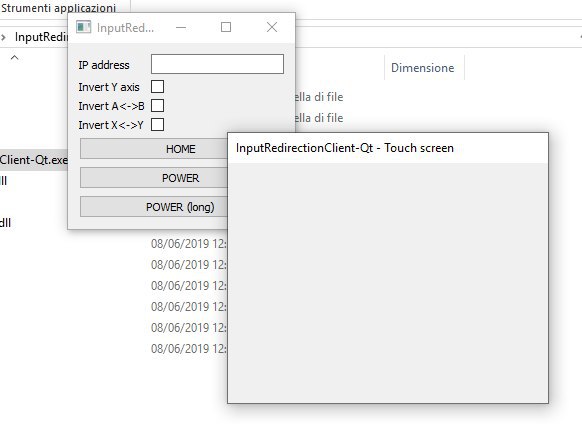 Strumenti applicazioni
InputRedi
InputRed...
IP address
Invert Y axis
Invert A<->B
Invert X<->Y
HOME
POWER
POWER (long)
Dimensione
ella di file
ella di file
InputRedirectionClient-Qt - Touch screen
Client-Qt.exe
dll
08/06/2019 12:
08/06/2019 12:
08/06/2019 12:
08/06/2019 12:
08/06/2019 12:
08/06/2019 12: